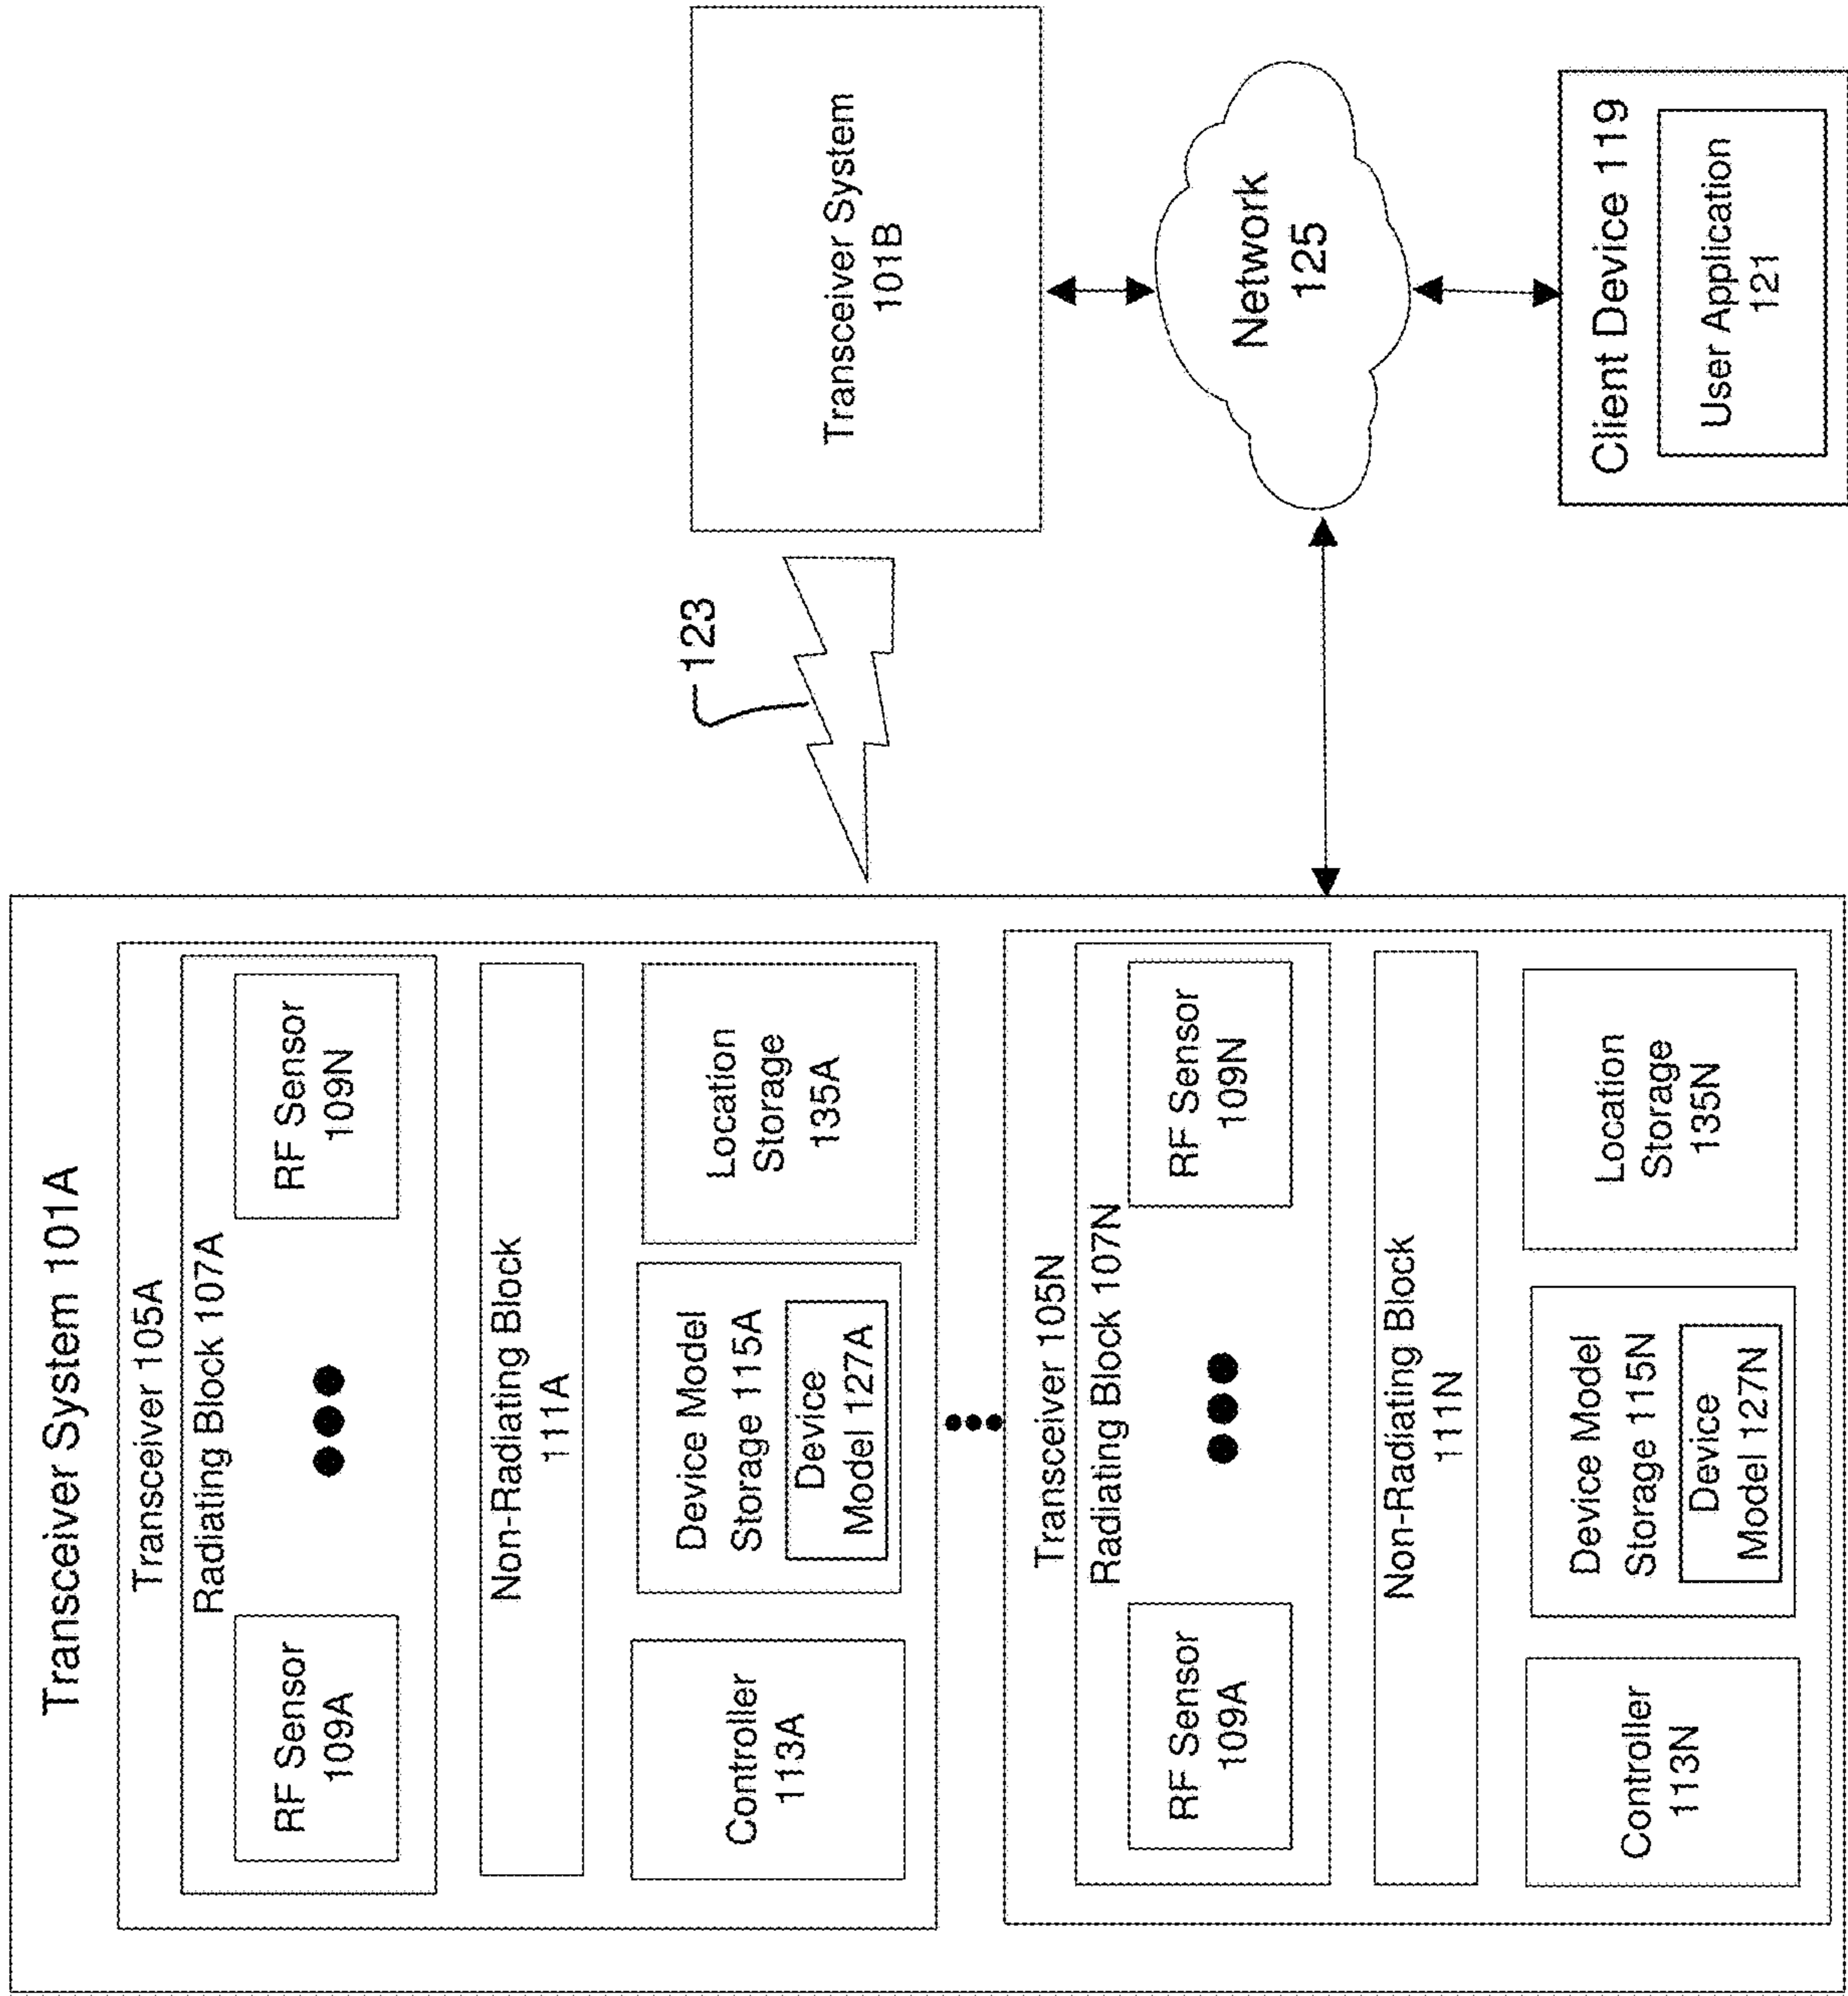 Transceiver System 101A
Transceiver 105A
Radiating Block 107A
RF Sensor
109A
RF Sensor
109N
Non-Radiating Block
111A
Controller
113A
Device Model
Storage 115A
Device
Model 127A
Location
Storage
135A
Transceiver 105N
Radiating Block 107N
RF Sensor
109A
RF Sensor
109N
Non-Radiating Block
111N
Controller
113N
Device Model
Storage 115N
Device
Model 127N
Location
Storage
135N
123
Transceiver System
101B
Network
125
Client Device 119
User Application
121